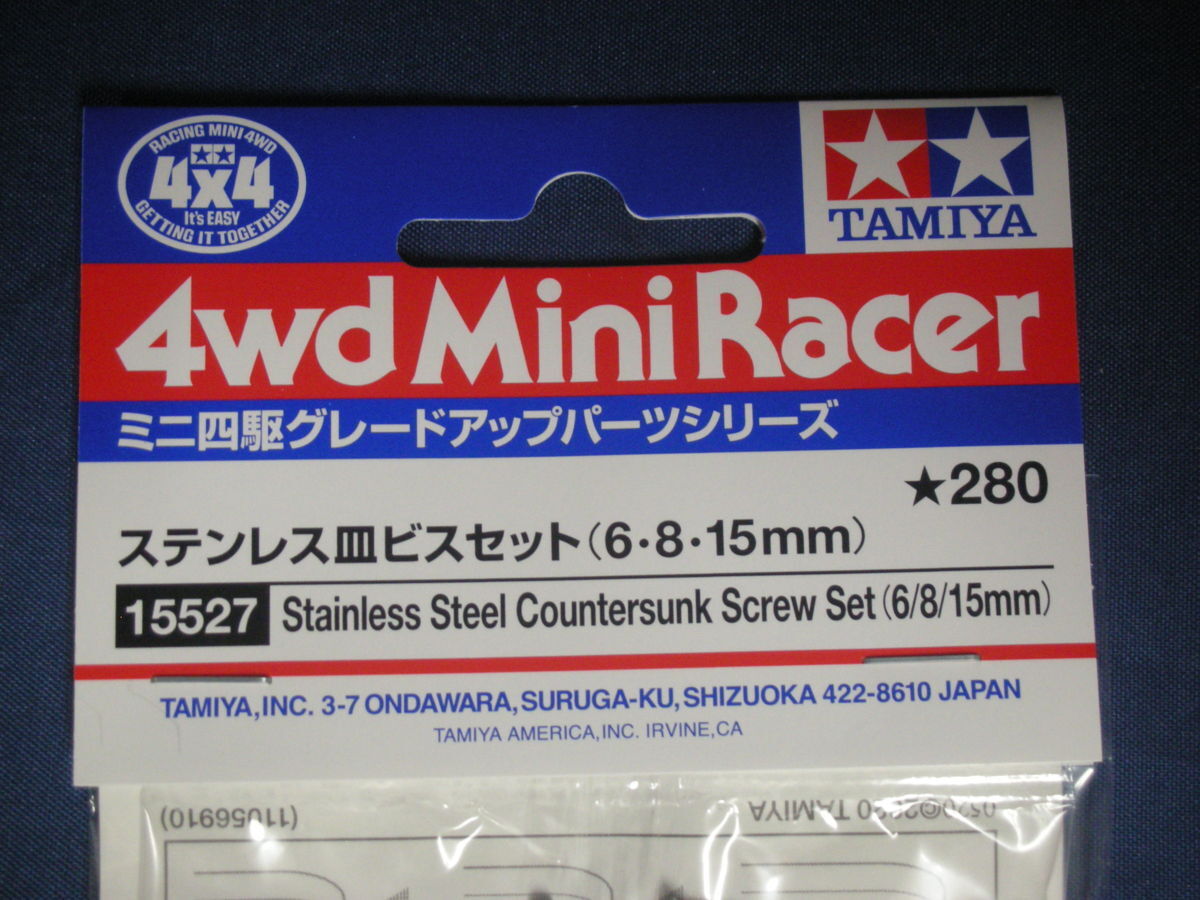 RACING MINI 4WD
4x4
It's EASY
GETTING IT TOGETHER
TAMIYA
4wd Mini Racer
ミニ四駆グレードアップパーツシリーズ
★280
ステンレス皿ビスセット(6・8・15mm)
15527 Stainless Steel Countersunk Screw Set (6/8/15mm)
TAMIYA,INC. 3-7 ONDAWARA,SURUGA-KU,SHIZUOKA 422-8610 JAPAN
TAMIYA AMERICA,INC. IRVINE,CA
(11056910)
TAMIYA